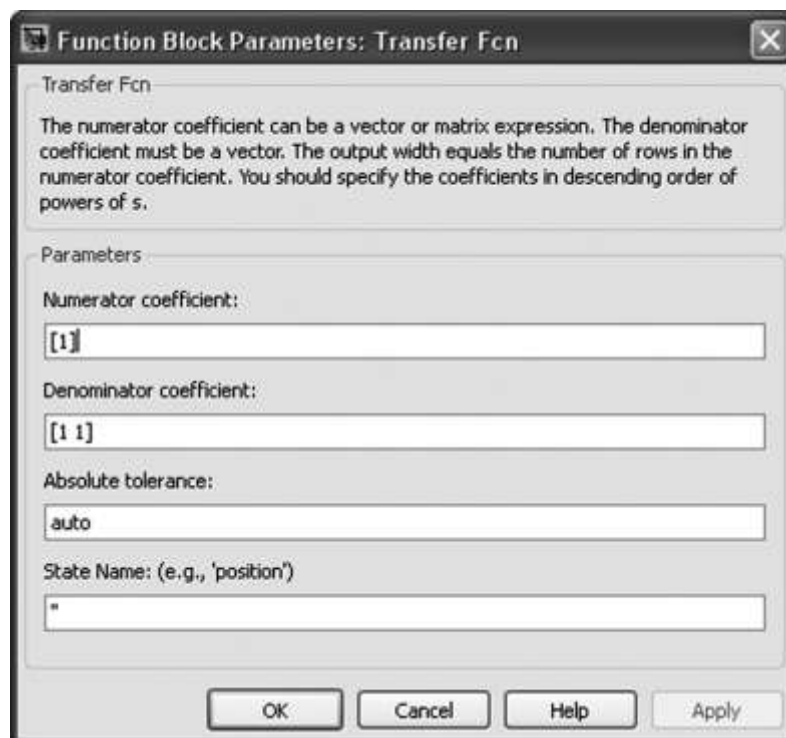 Function Block Parameters: Transfer Fcn
Transfer Fcn
The numerator coefficient can be a vector or matrix expression. The denominator
coefficient must be a vector. The output width equals the number of rows in the
numerator coefficient. You should specify the coefficients in descending order of
powers of s.
Parameters
Numerator coefficient:
[1]
Denominator coefficient:
[1 1]
Absolute tolerance:
auto
State Name: (e.g., 'position')
''
OK
Cancel
Help
Apply